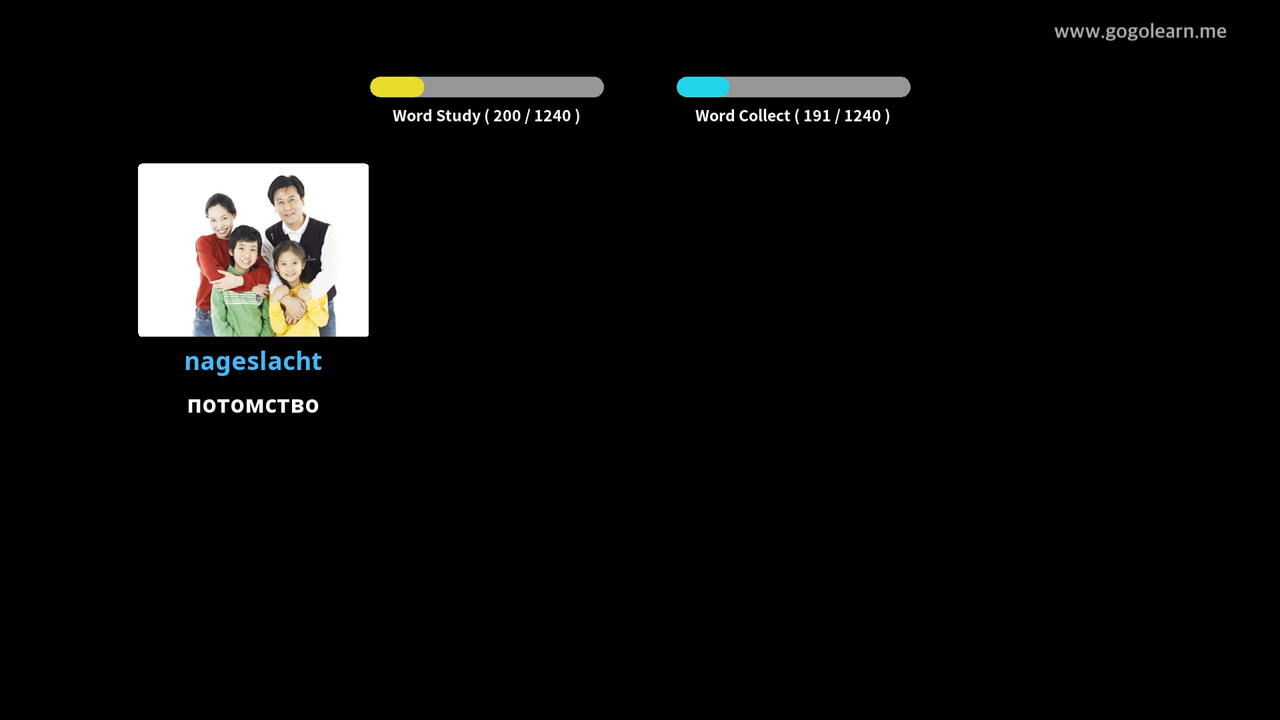 www.gogolearn.me
Word Study ( 200 / 1240 )
Word Collect ( 191 / 1240 )
nageslacht
потомство